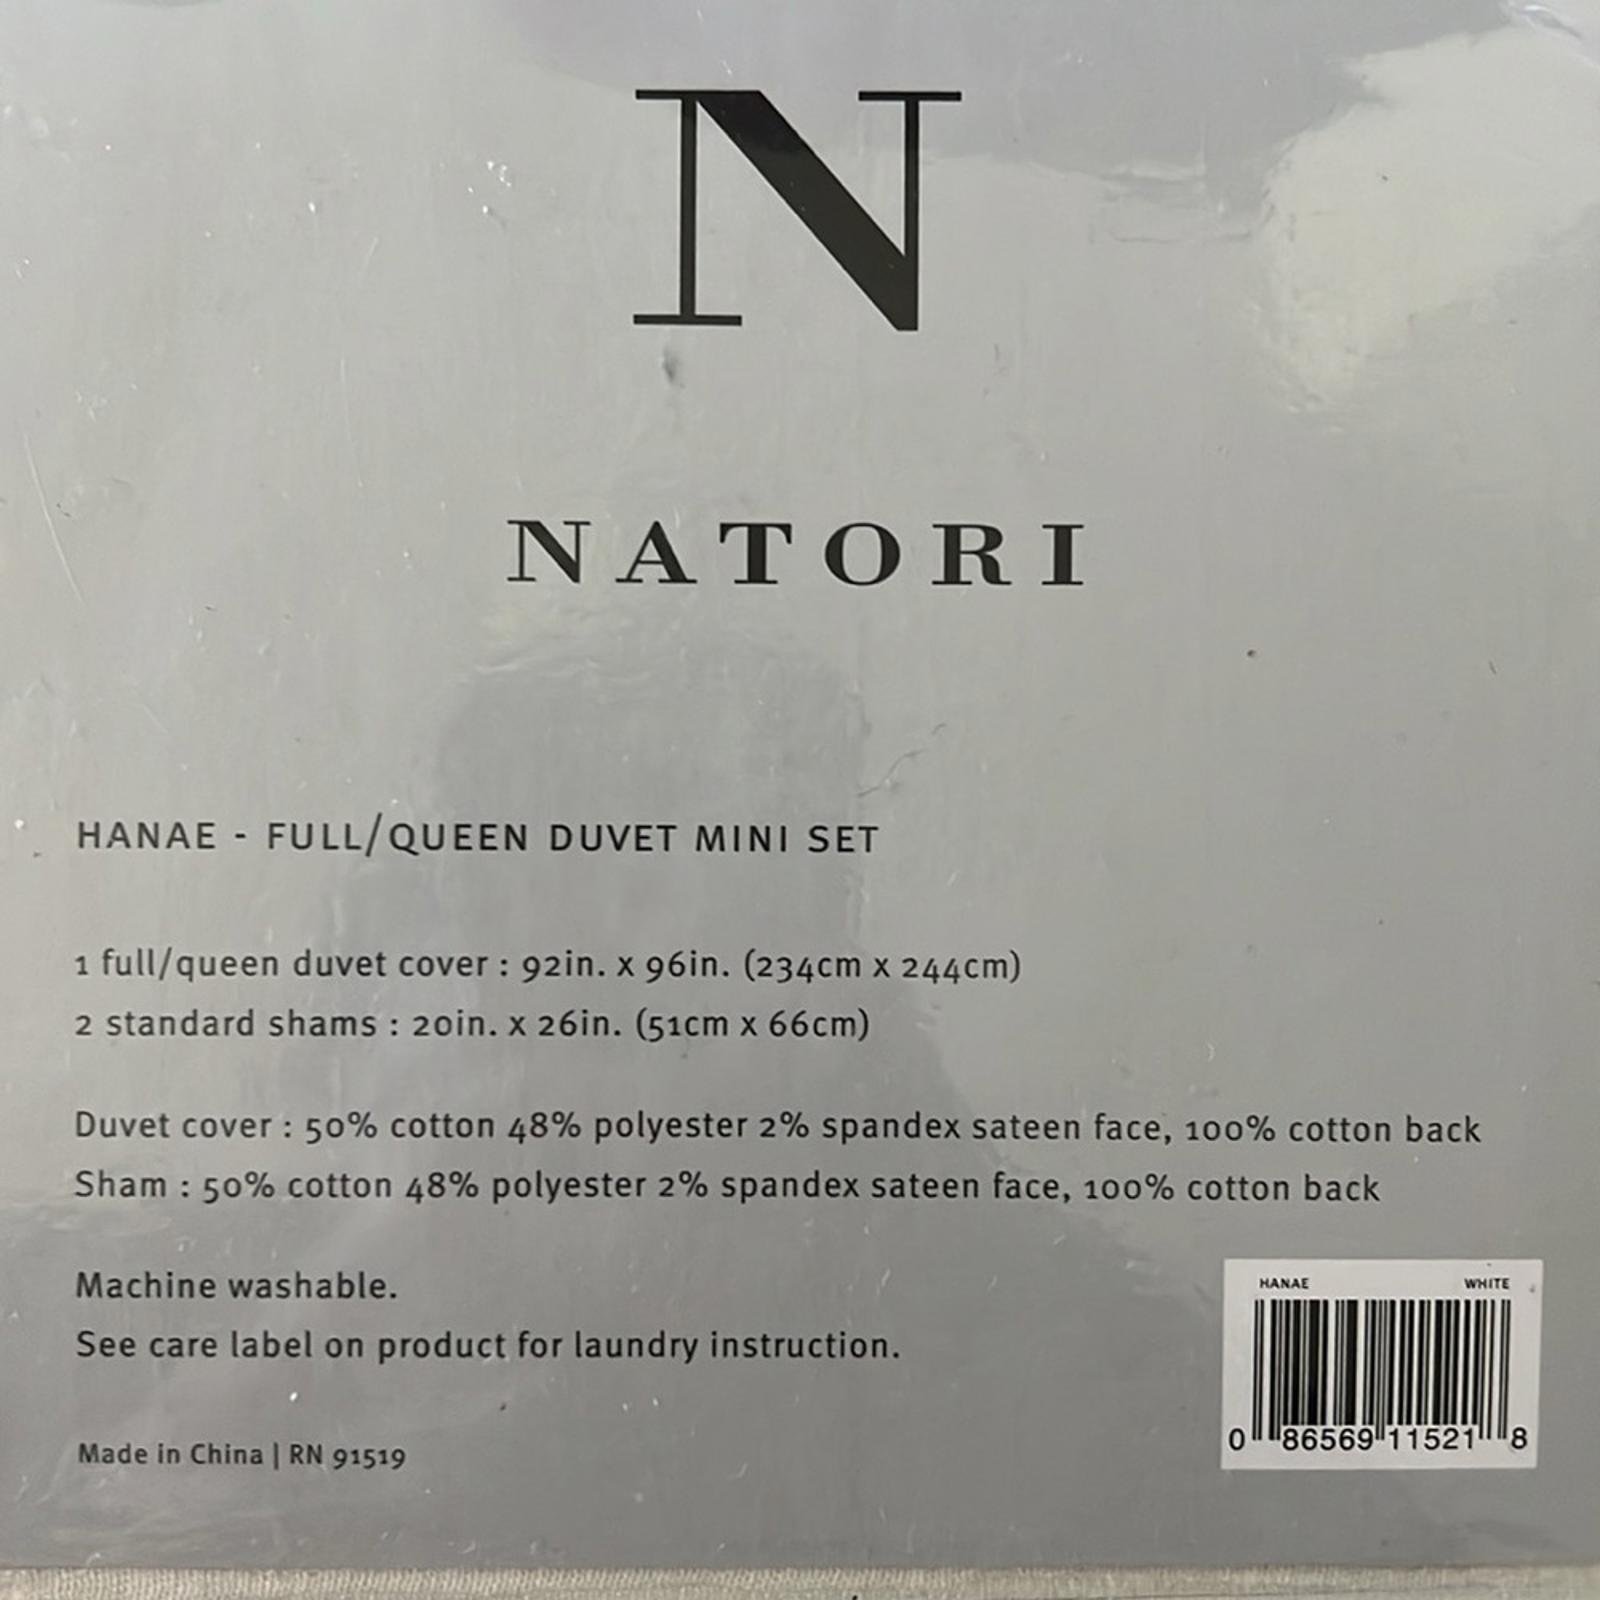 N
NATORI
HANAE - FULL/QUEEN DUVET MINI SET
1 full/queen duvet cover : 92in. x 96in. (234cm x 244cm)
2 standard shams : 20in. x 26in. (51cm x 66cm)
Duvet cover : 50% cotton 48% polyester 2% spandex sateen face, 100% cotton back
Sham : 50% cotton 48% polyester 2% spandex sateen face, 100% cotton back
Machine washable.
See care label on product for laundry instruction.
Made in China | RN 91519
HANAE WHITE
0 86569 11521 8